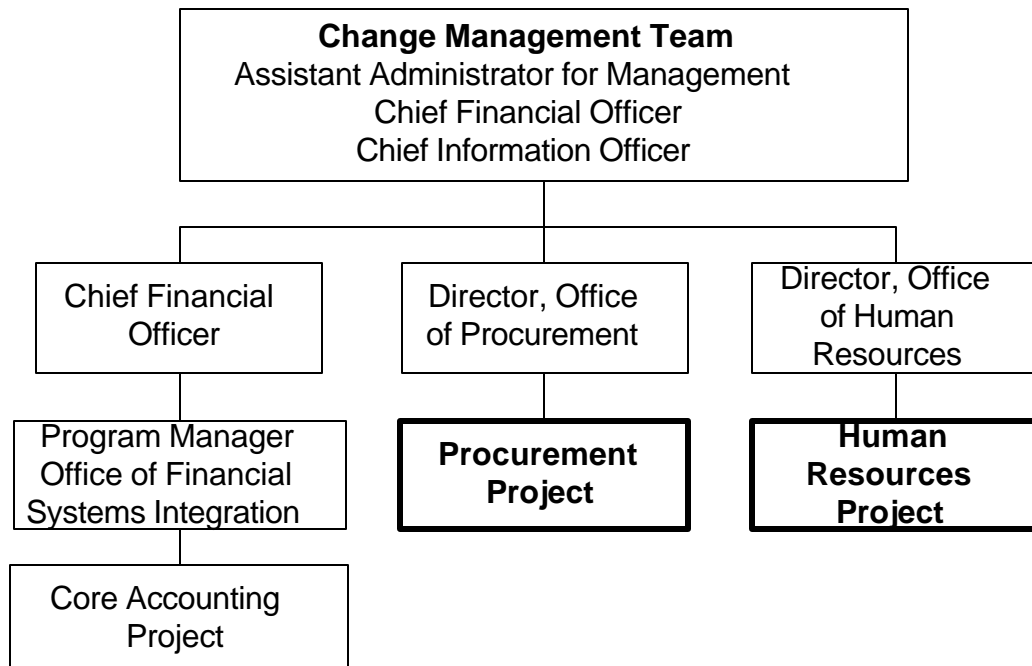 Change Management Team
Assistant Administrator for Management
Chief Financial Officer
Chief Information Officer
Chief Financial
Officer
Director, Office
of Procurement
Director, Office
of Human
Resources
Program Manager
Office of Financial
Systems Integration
Procurement
Project
Human
Resources
Project
Core Accounting
Project